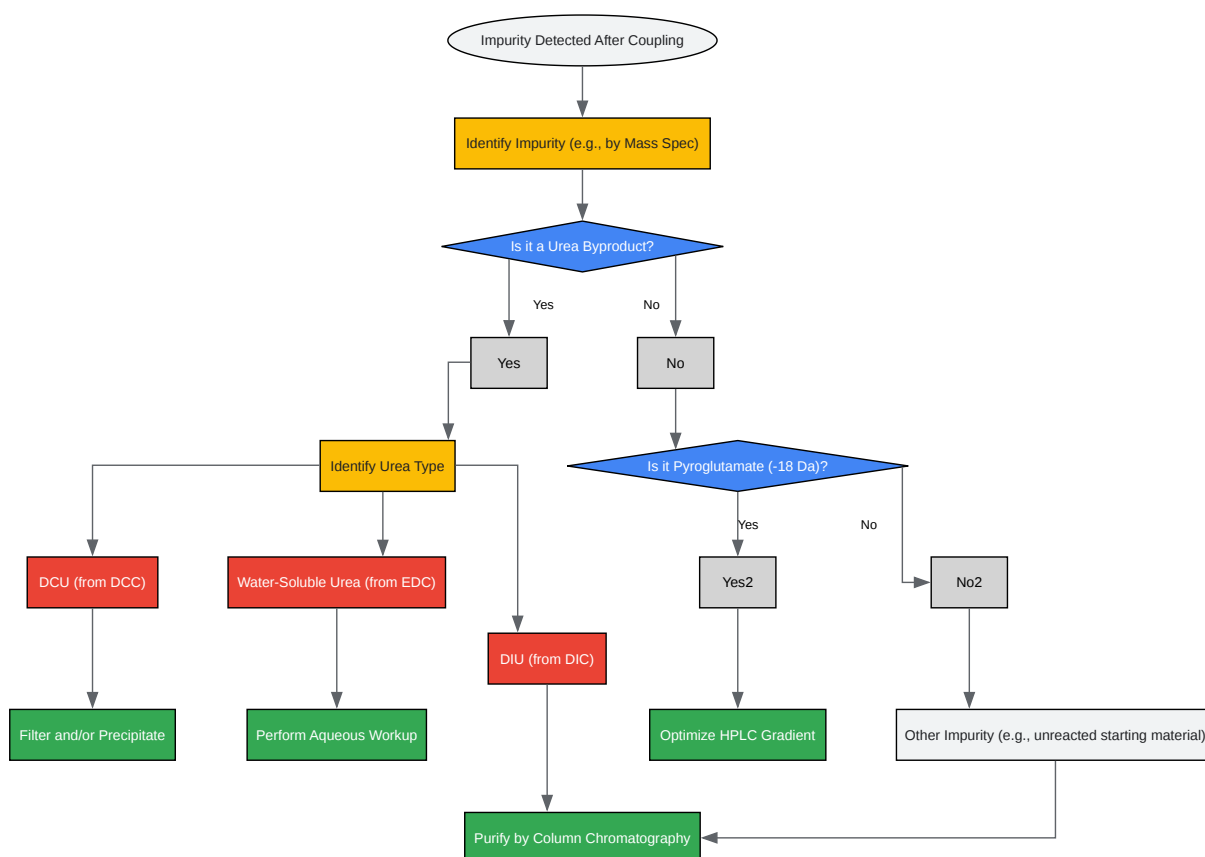 Impurity Detected After Coupling
Identify Impurity (e.g., by Mass Spec)
Is it a Urea Byproduct?
Yes
No
Yes
No
Identify Urea Type
Is it Pyroglutamate (-18 Da)?
Yes
No
DCU (from DCC)
Water-Soluble Urea (from EDC)
Yes2
No2
DIU (from DIC)
Filter and/or Precipitate
Perform Aqueous Workup
Optimize HPLC Gradient
Other Impurity (e.g., unreacted starting material)
Purify by Column Chromatography